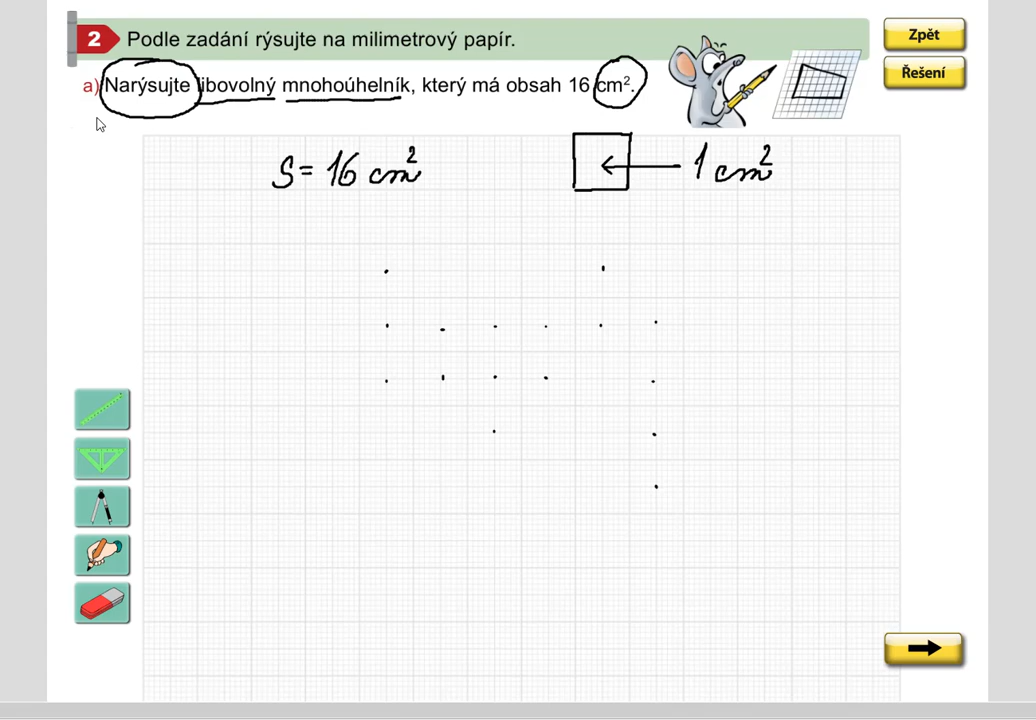 2 Podle zadání rýsujte na milimetrový papír.
Zpět
a) Narýsujte libovolný mnohoúhelník, který má obsah 16 cm².
Řešení
S = 16 cm²
1 cm²